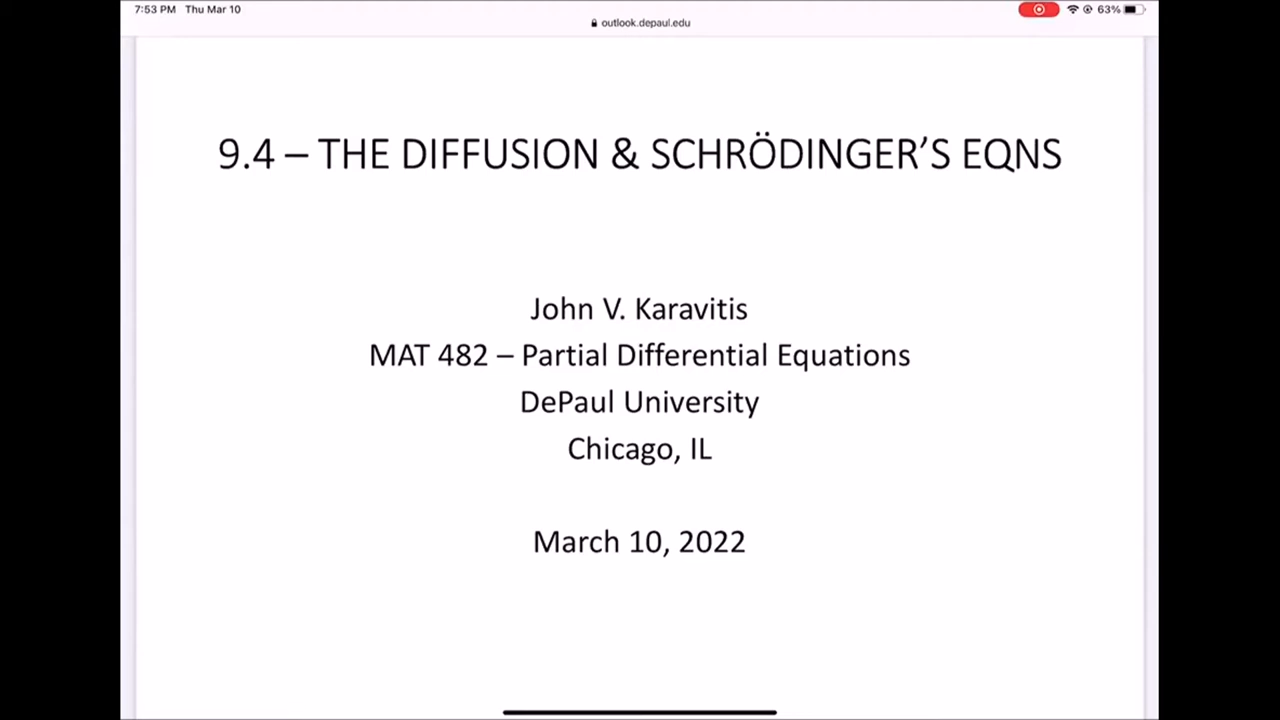 7:53 PM Thu Mar 10
63%
outlook.depaul.edu
9.4 – THE DIFFUSION & SCHRÖDINGER’S EQNS
John V. Karavitis
MAT 482 – Partial Differential Equations
DePaul University
Chicago, IL
March 10, 2022